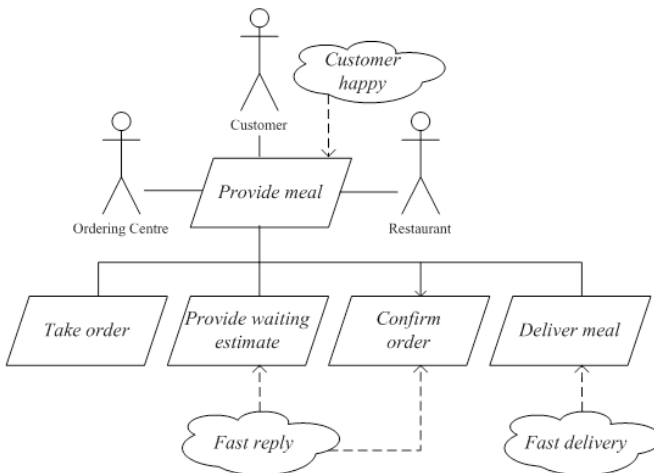 Customer
happy
Customer
Provide meal
Ordering Centre
Restaurant
Take order
Provide waiting
estimate
Confirm
order
Deliver meal
Fast reply
Fast delivery